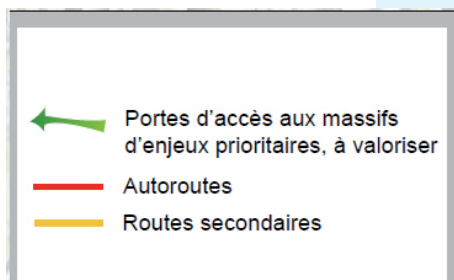 Portes d'accès aux massifs
d'enjeux prioritaires, à valoriser
Autoroutes
Routes secondaires